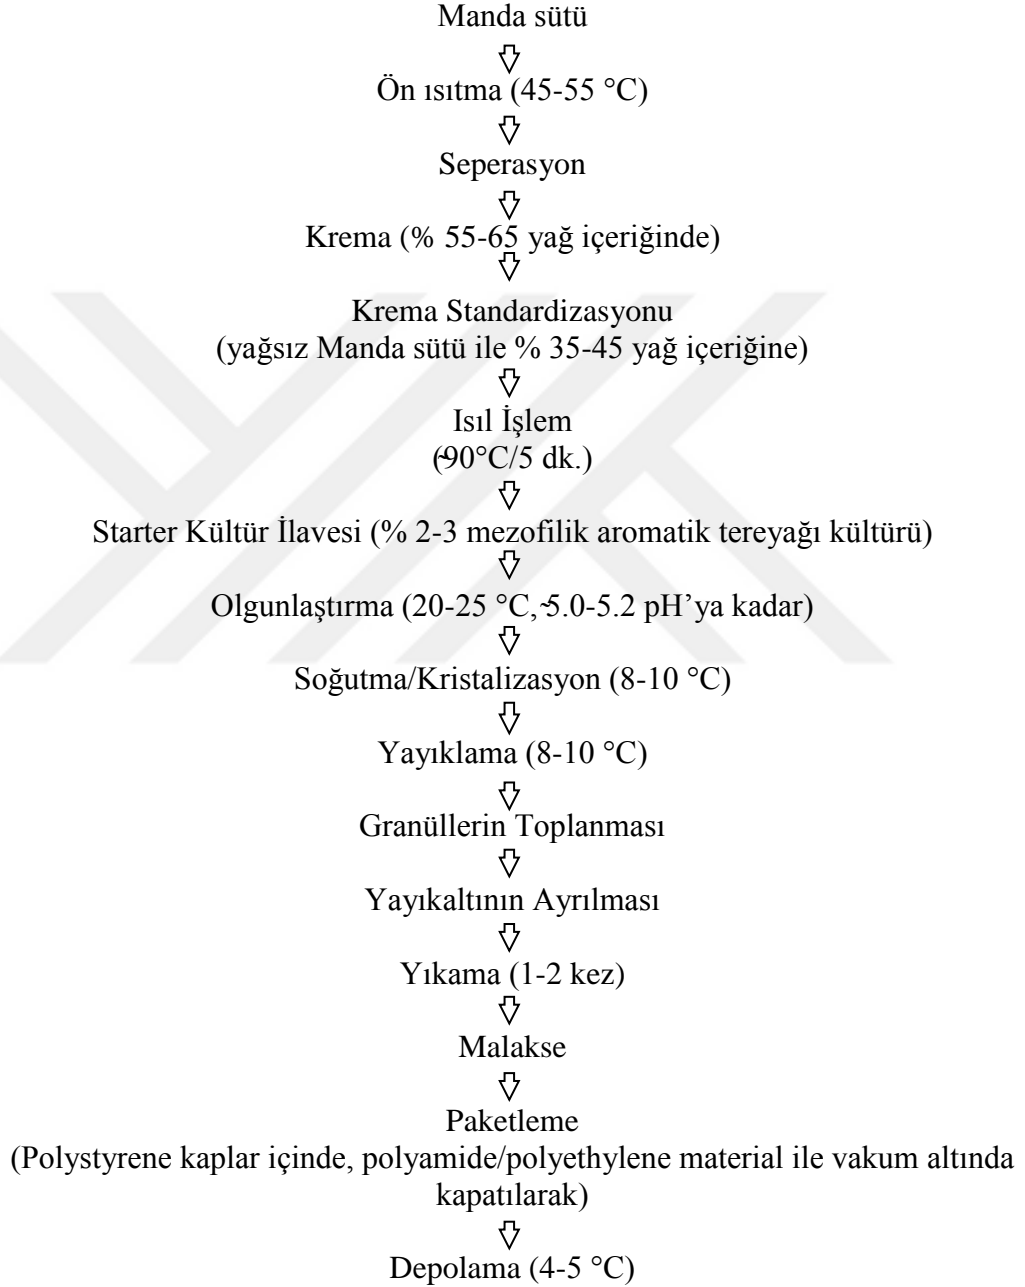 Manda sütü
Ön ısıtma (45-55 °C)
Seperasyon
Krema (% 55-65 yağ içeriğinde)
Krema Standardizasyonu
(yağsız Manda sütü ile % 35-45 yağ içeriğine)
Isıl İşlem
(~90°C/5 dk.)
Starter Kültür İlavesi (% 2-3 mezofilik aromatik tereyağı kültürü)
Olgunlaştırma (20-25 °C, ~5.0-5.2 pH’ya kadar)
Soğutma/Kristalizasyon (8-10 °C)
Yayıklama (8-10 °C)
Granüllerin Toplanması
Yayıkaltının Ayrılması
Yıkama (1-2 kez)
Malakse
Paketleme
(Polystyrene kaplar içinde, polyamide/polyethylene material ile vakum altında
kapatılarak)
Depolama (4-5 °C)